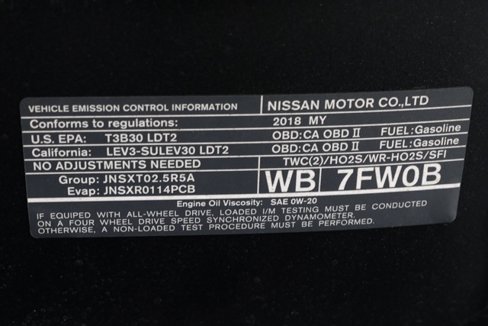 VEHICLE EMISSION CONTROL INFORMATION NISSAN MOTOR CO.,LTD
Conforms to regulations: 2018 MY
U.S. EPA: T3B30 LDT2 OBD:CA OBD II FUEL:Gasoline
California: LEV3-SULEV30 LDT2 OBD:CA OBD II FUEL:Gasoline
NO ADJUSTMENTS NEEDED TWC(2)/HO2S/WR-HO2S/SFI
Group: JNSXT02.5R5A WB 7FW0B
Evap: JNSXR0114PCB
Engine Oil Viscosity: SAE 0W-20
IF EQUIPPED WITH ALL-WHEEL DRIVE, LOADED I/M TESTING MUST BE CONDUCTED
ON A FOUR WHEEL DRIVE SPEED SYNCHRONIZED DYNAMOMETER.
OTHERWISE, A NON-LOADED TEST PROCEDURE MUST BE PERFORMED.